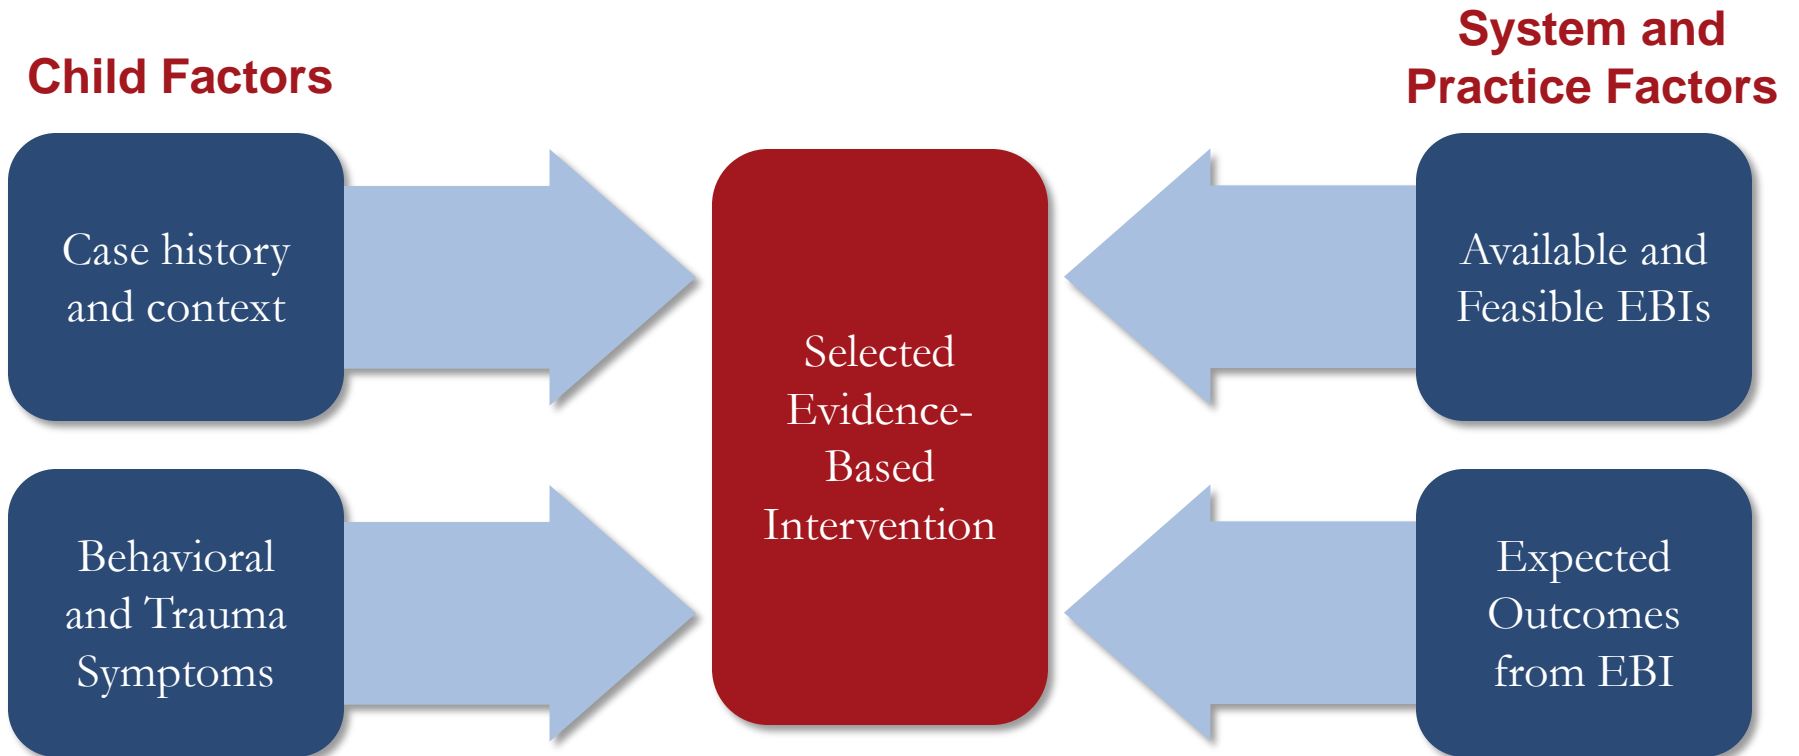 Child Factors
System and
Practice Factors
Case history
and context
Available and
Feasible EBIs
Selected
Evidence-
Based
Intervention
Behavioral
and Trauma
Symptoms
Expected
Outcomes
from EBI